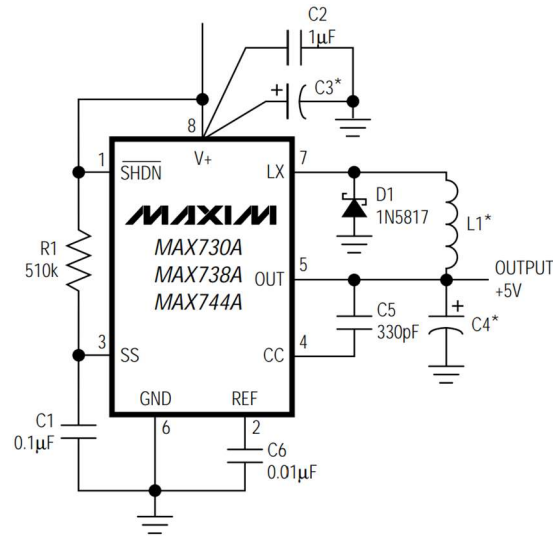 C2
1µF
+
C3*
8
V+
1
SHDN
LX
7
MAXIM
D1
1N5817
L1*
R1
510k
MAX730A
MAX738A
MAX744A
OUT
5
OUTPUT
+5V
+
C4*
C5
330pF
3
SS
CC
4
GND
REF
C1
0.1µF
6
2
C6
0.01µF